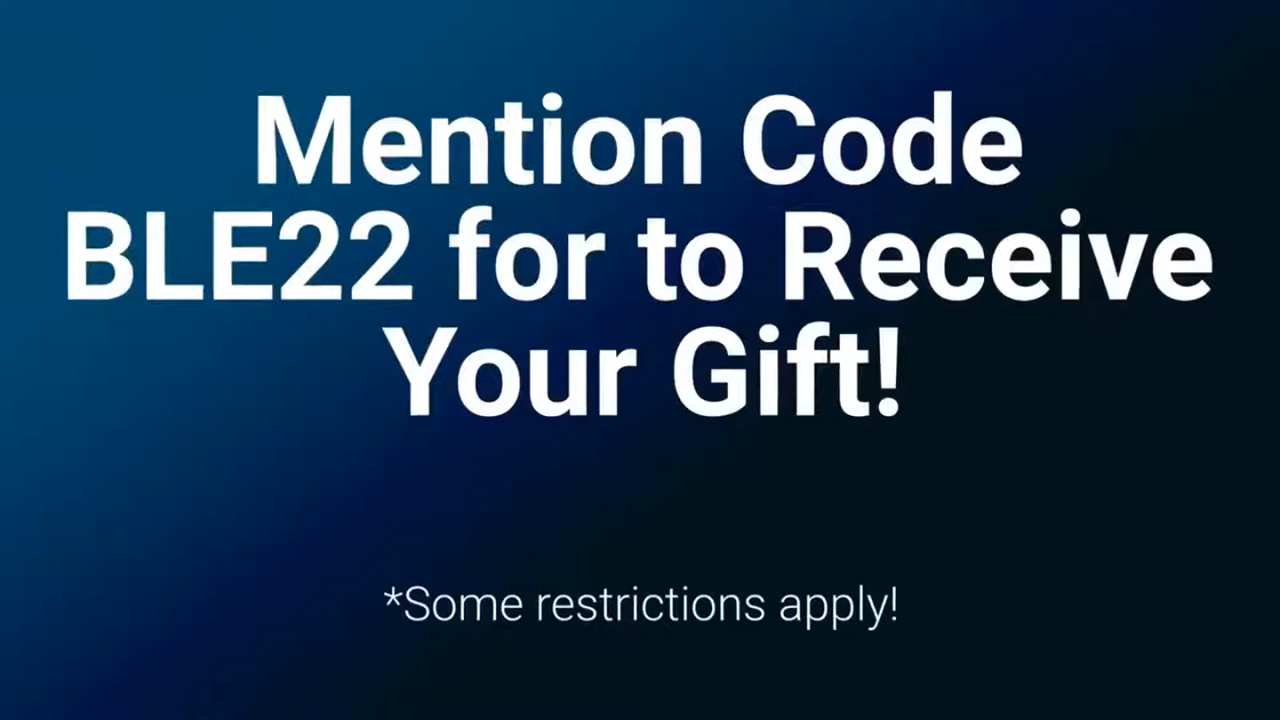 Mention Code
BLE22 for to Receive
Your Gift!
*Some restrictions apply!